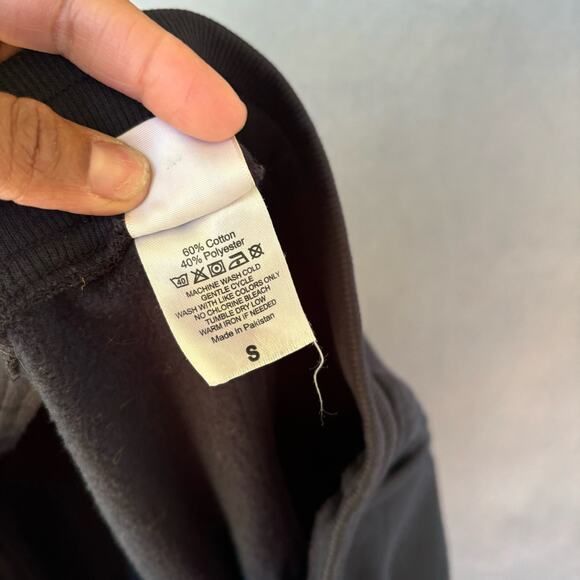 60% Cotton
40% Polyester
40
MACHINE WASH COLD
GENTLE CYCLE
WASH WITH LIKE COLORS ONLY
NO CHLORINE BLEACH
TUMBLE DRY LOW
WARM IRON IF NEEDED
Made in Pakistan
S